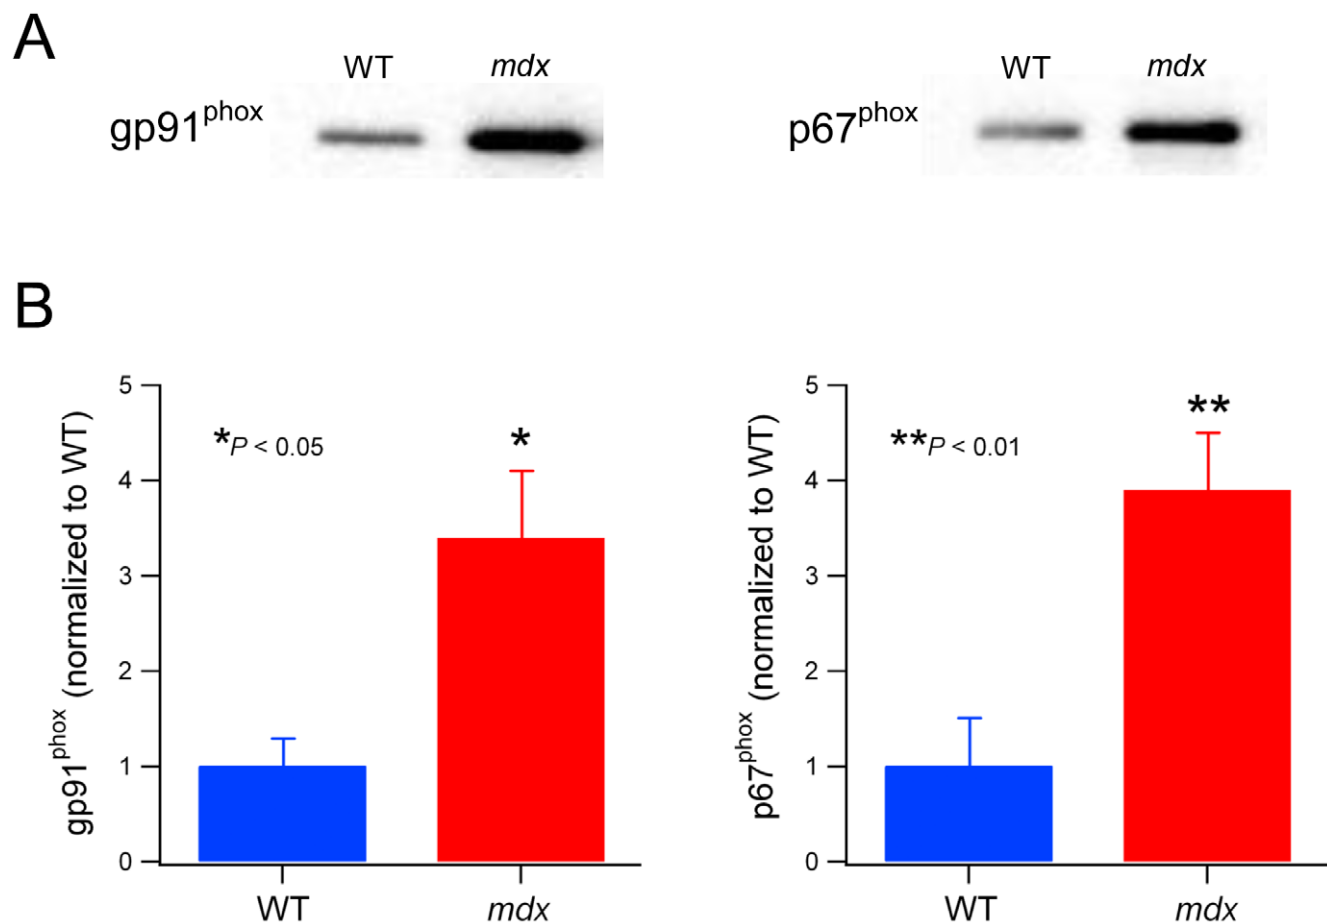 A
WT mdx
gp91phox
WT mdx
p67phox
B
gp91phox (normalized to WT)
5
4
3
2
1
0
*P < 0.05
*
WT mdx
p67phox (normalized to WT)
5
4
3
2
1
0
**P < 0.01
**
WT mdx